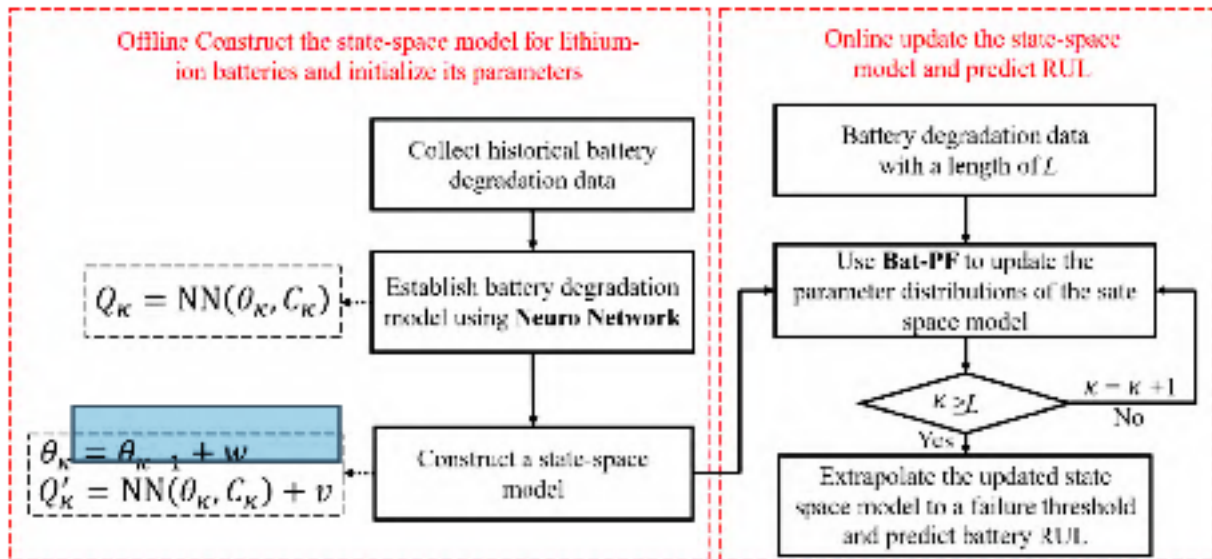 Offline Construct the state-space model for lithium-
ion batteries and initialize its parameters
Collect historical battery
degradation data
Establish battery degradation
model using Neuro Network
Q_κ = NN(θ_κ, C_κ)
Construct a state-space
model
θ_κ = θ_κ-1 + w
Q'_κ = NN(θ_κ, C_κ) + v
Online update the state-space
model and predict RUL
Battery degradation data
with a length of L
Use Bat-PF to update the
parameter distributions of the sate
space model
κ ≥ L
κ = κ +1
No
Yes
Extrapolate the updated state
space model to a failure threshold
and predict battery RUL